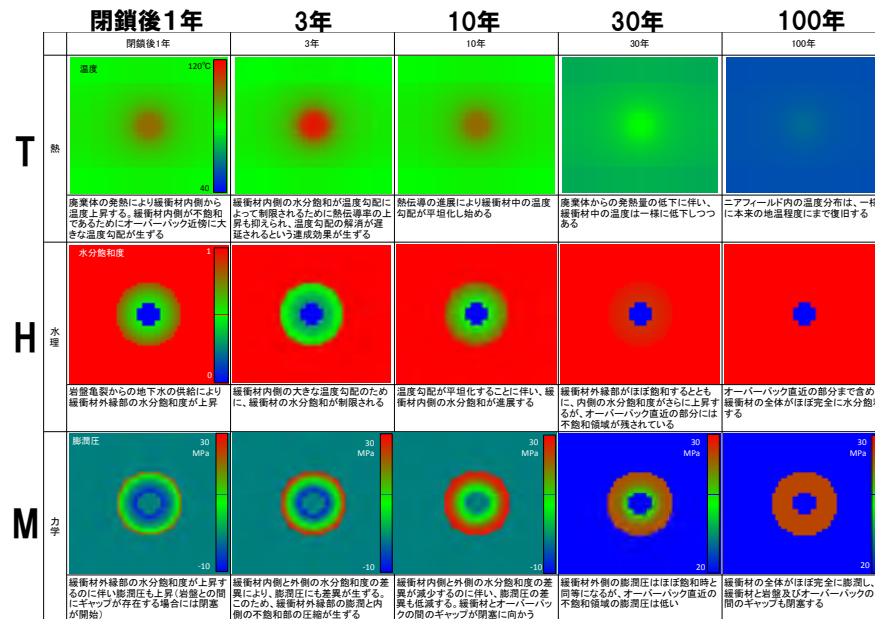 閉鎖後1年 3年 10年 30年 100年
閉鎖後1年 3年 10年 30年 100年
T
熱
温度
120℃
40
廃棄体の発熱により緩衝材内側から
温度上昇する。緩衝材内側が不飽和
であるためにオーバーパック近傍に大
きな温度勾配が生ずる
緩衝材内側の水分飽和が温度勾配に
よって制限されるために熱伝導率の上
昇も抑えられ、温度勾配の解消が遅
延されるという連成効果が生ずる
熱伝導の進展により緩衝材中の温度
勾配が平坦化し始める
廃棄体からの発熱量の低下に伴い、
緩衝材中の温度は一様に低下しつつ
ある
ニアフィールド内の温度分布は、一様
に本来の地温程度にまで復旧する
H
水理
水分飽和度
1
0
岩盤亀裂からの地下水の供給により
緩衝材外縁部の水分飽和度が上昇
緩衝材内側の大きな温度勾配のため
に、緩衝材の水分飽和が制限される
温度勾配が平坦化することに伴い、緩
衝材内側の水分飽和が進展する
緩衝材外縁部がほぼ飽和するととも
に、内側の水分飽和度がさらに上昇す
るが、オーバーパック直近の部分には
不飽和領域が残されている
オーバーパック直近の部分まで含め
緩衝材の全体がほぼ完全に水分飽
する
M
力学
膨潤圧
30
MPa
-10
30
MPa
-10
30
MPa
-10
30
MPa
20
30
MPa
20
緩衝材外縁部の水分飽和度が上昇す
るのに伴い膨潤圧も上昇(岩盤との間
にギャップが存在する場合には閉塞
が開始)
緩衝材内側と外側の水分飽和度の差
異により、膨潤圧にも差異が生ずる。
このため、緩衝材外縁部の膨潤と内
側の不飽和部の圧縮が生ずる
緩衝材内側と外側の水分飽和度の差異
が減少するのに伴い、膨潤圧の差
異も低減する。緩衝材とオーバーパッ
クの間のギャップが閉塞に向かう
緩衝材外側の膨潤圧はほぼ飽和時と
同等になるが、オーバーパック直近の
不飽和領域の膨潤圧は低い
緩衝材の全体がほぼ完全に膨潤し、
緩衝材と岩盤及びオーバーパックの
間のギャップも閉塞する